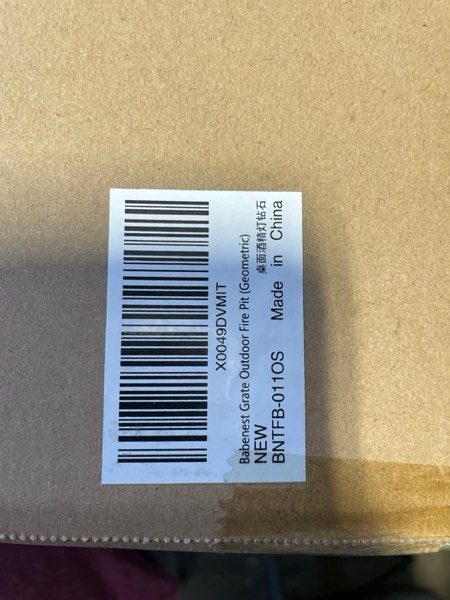 X0049DVMIT
Babenest Grate Outdoor Fire Pit (Geometric)
桌面酒精灯钻石
NEW
BNTFB-011OS Made in China